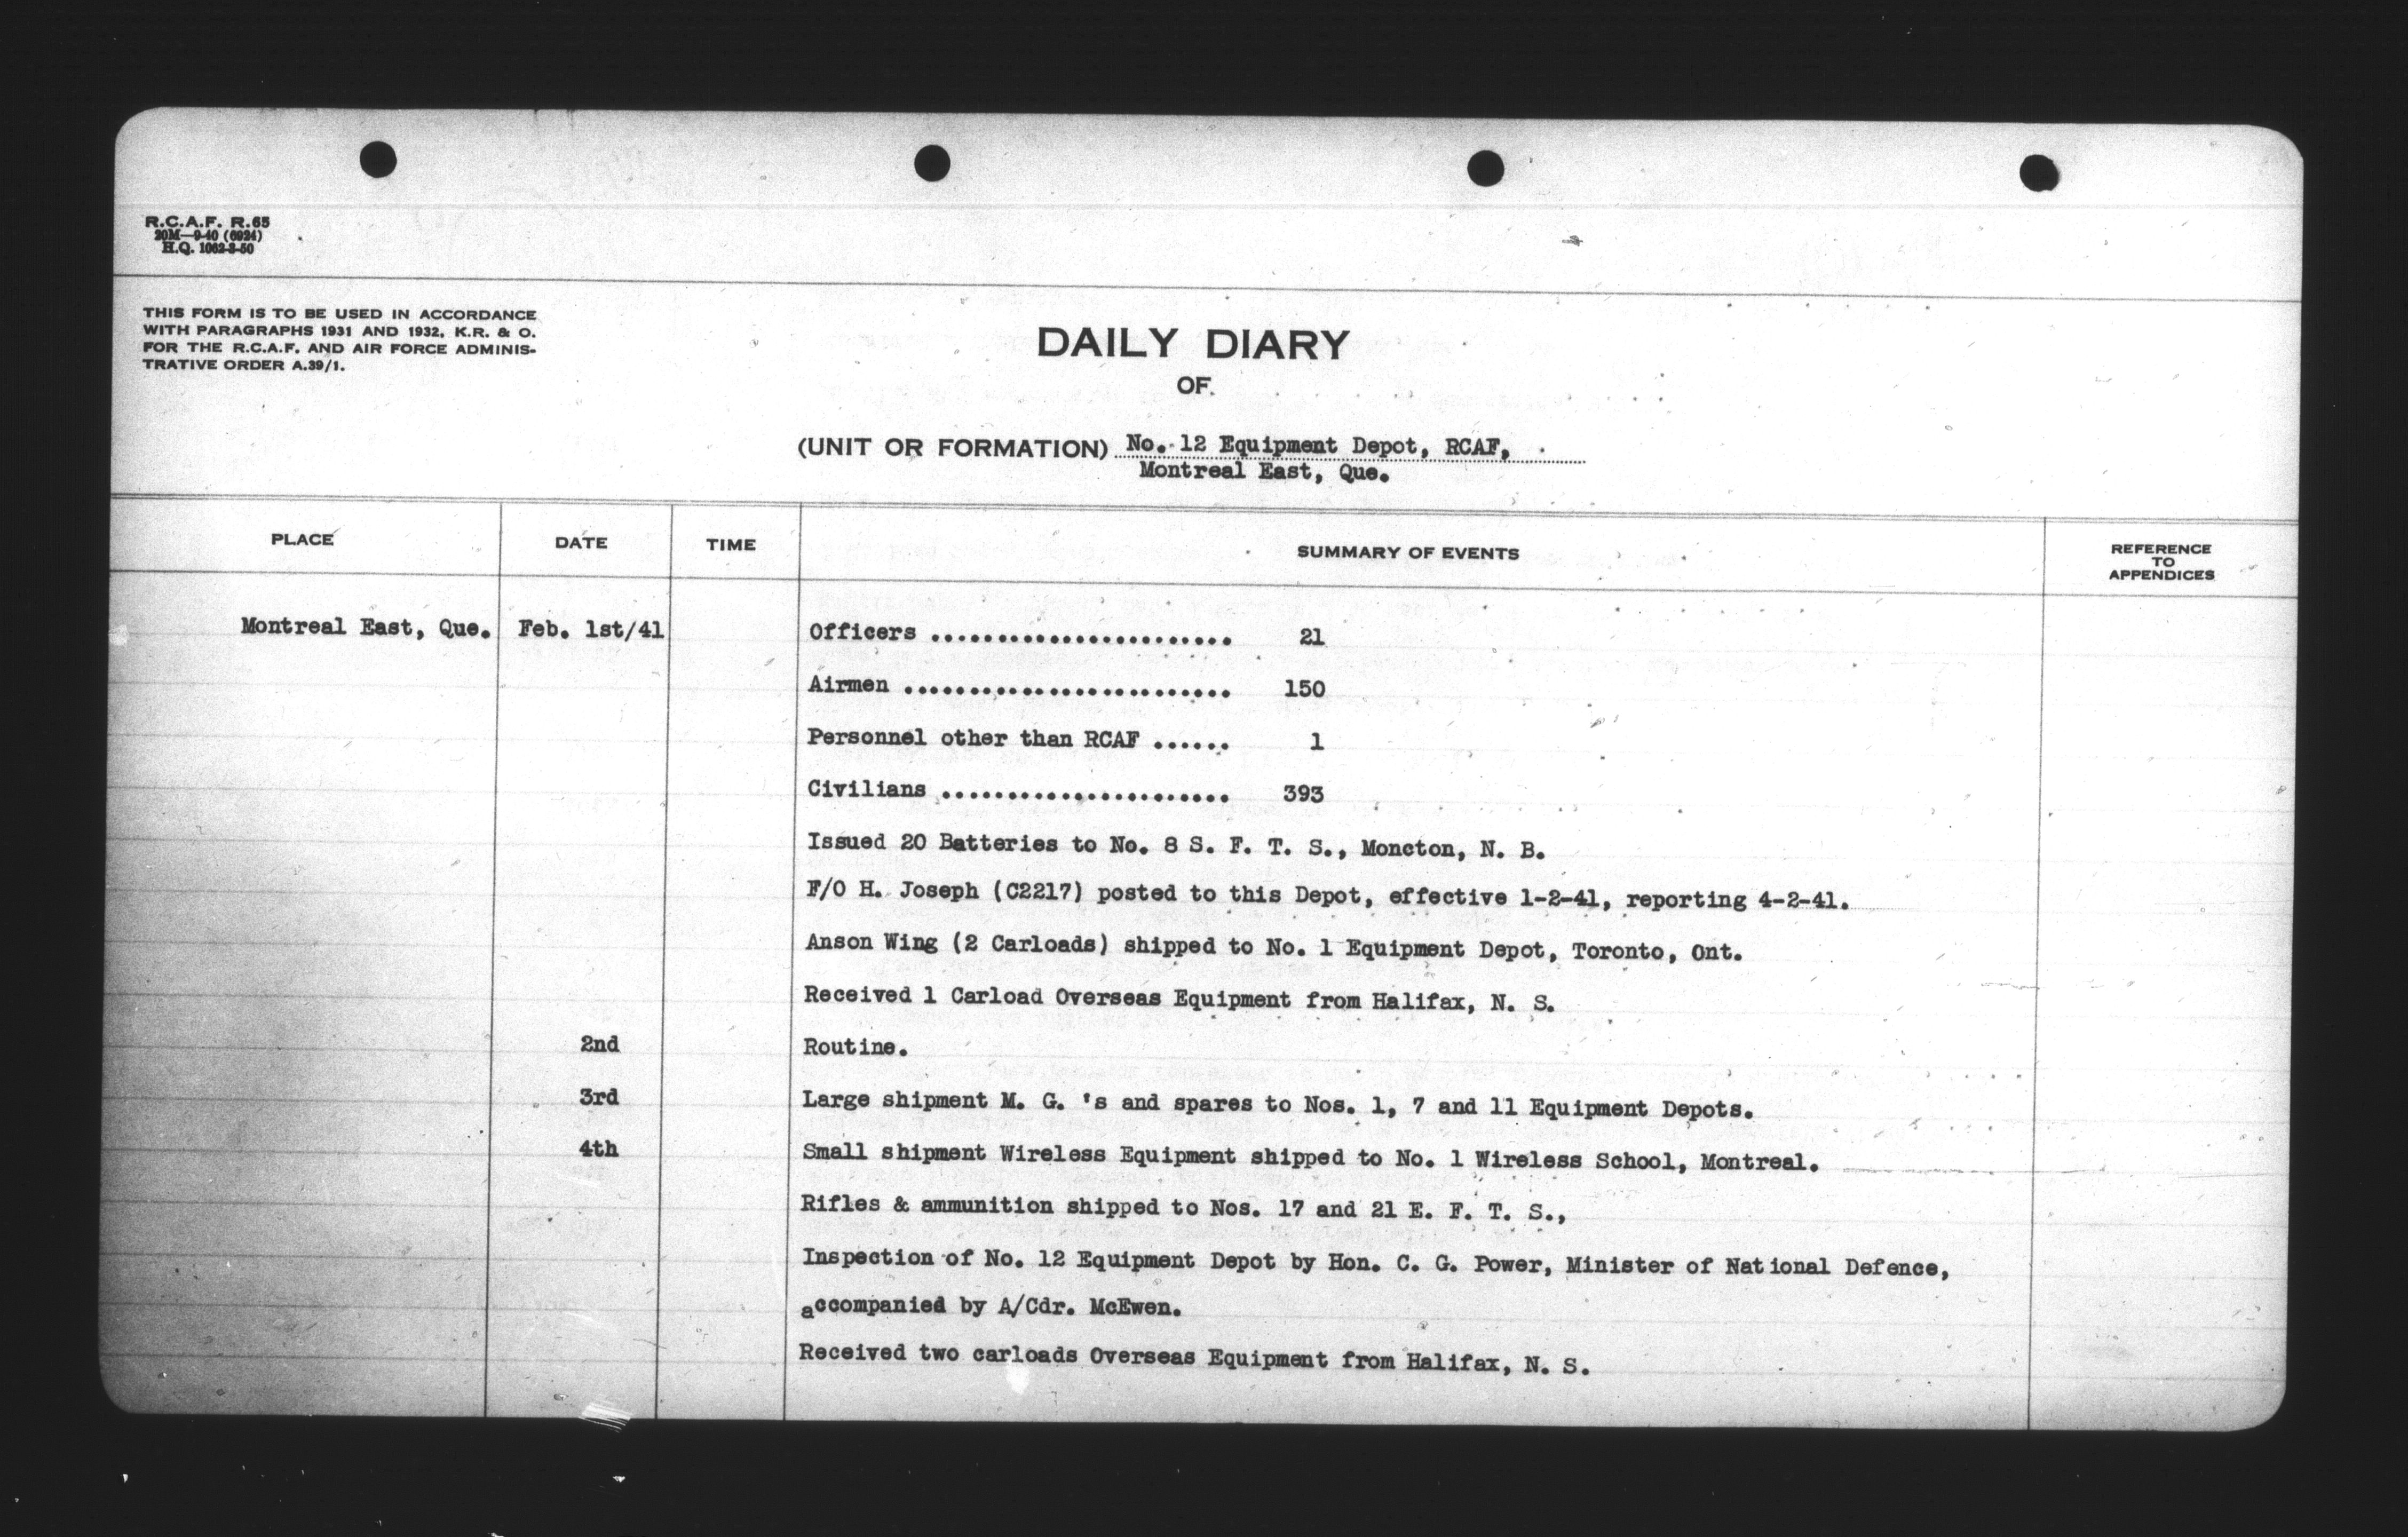 R.C.A.F. R.65
20M—9-40 (6924)
H.Q. 1062-3-50
THIS FORM IS TO BE USED IN ACCORDANCE
WITH PARAGRAPHS 1931 AND 1932, K.R. & O.
FOR THE R.C.A.F. AND AIR FORCE ADMINIS-
TRATIVE ORDER A.39/1.
DAILY DIARY
OF
(UNIT OR FORMATION) No. 12 Equipment Depot, RCAF,
Montreal East, Que.
PLACE DATE TIME SUMMARY OF EVENTS REFERENCE TO APPENDICES
Montreal East, Que. Feb. 1st/41 Officers ....................... 21
Airmen ......................... 150
Personnel other than RCAF ...... 1
Civilians ...................... 393
Issued 20 Batteries to No. 8 S. F. T. S., Moncton, N. B.
F/O H. Joseph (C2217) posted to this Depot, effective 1-2-41, reporting 4-2-41.
Anson Wing (2 Carloads) shipped to No. 1 Equipment Depot, Toronto, Ont.
Received 1 Carload Overseas Equipment from Halifax, N. S.
2nd Routine.
3rd Large shipment M. G. 's and spares to Nos. 1, 7 and 11 Equipment Depots.
4th Small shipment Wireless Equipment shipped to No. 1 Wireless School, Montreal.
Rifles & ammunition shipped to Nos. 17 and 21 E. F. T. S.,
Inspection of No. 12 Equipment Depot by Hon. C. G. Power, Minister of National Defence,
accompanied by A/Cdr. McEwen.
Received two carloads Overseas Equipment from Halifax, N. S.